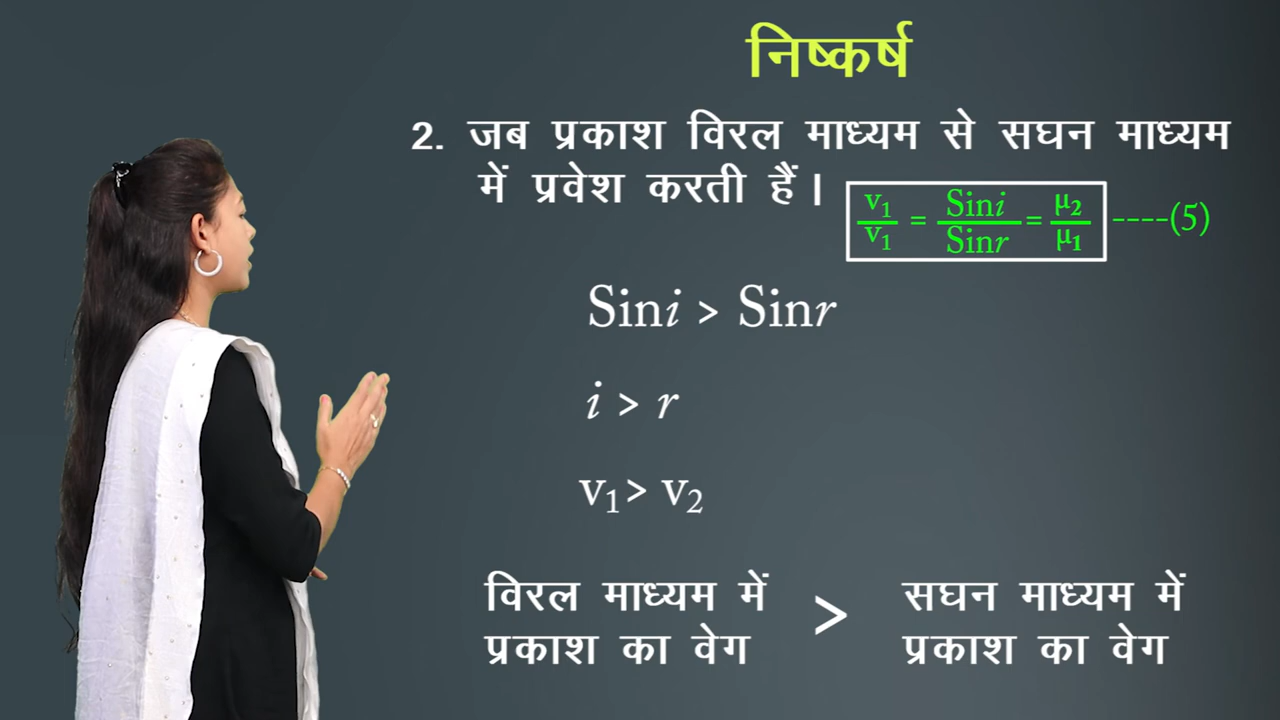 निष्कर्ष
2. जब प्रकाश विरल माध्यम से सघन माध्यम
में प्रवेश करती हैं।
v₁/v₁ = Sini/Sinr = μ₂/μ₁ ----(5)
Sini > Sinr
i > r
v₁> v₂
विरल माध्यम में > सघन माध्यम में
प्रकाश का वेग प्रकाश का वेग